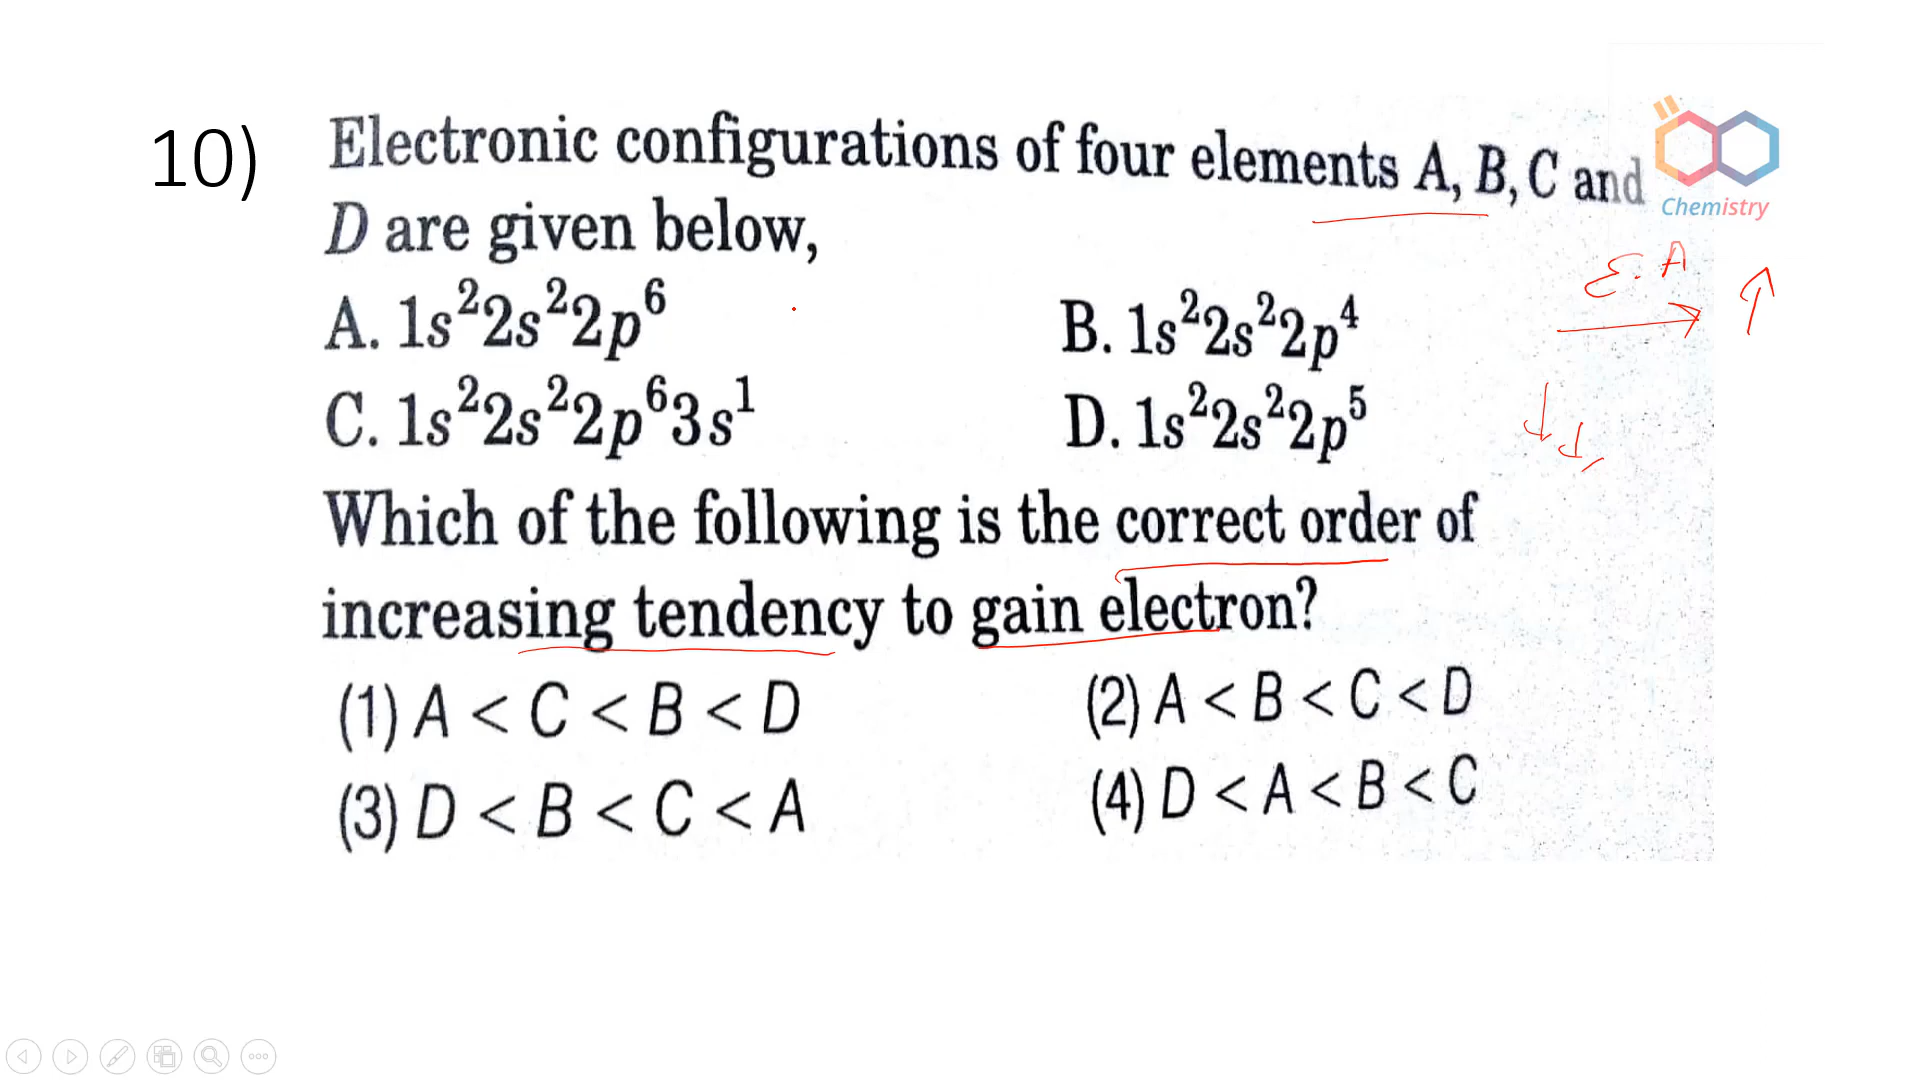 10)
Electronic configurations of four elements A, B, C and
D are given below,
A. 1s²2s²2p⁶
B. 1s²2s²2p⁴
C. 1s²2s²2p⁶3s¹
D. 1s²2s²2p⁵
Which of the following is the correct order of
increasing tendency to gain electron?
(1) A < C < B < D
(2) A < B < C < D
(3) D < B < C < A
(4) D < A < B < C
Chemistry
E.A